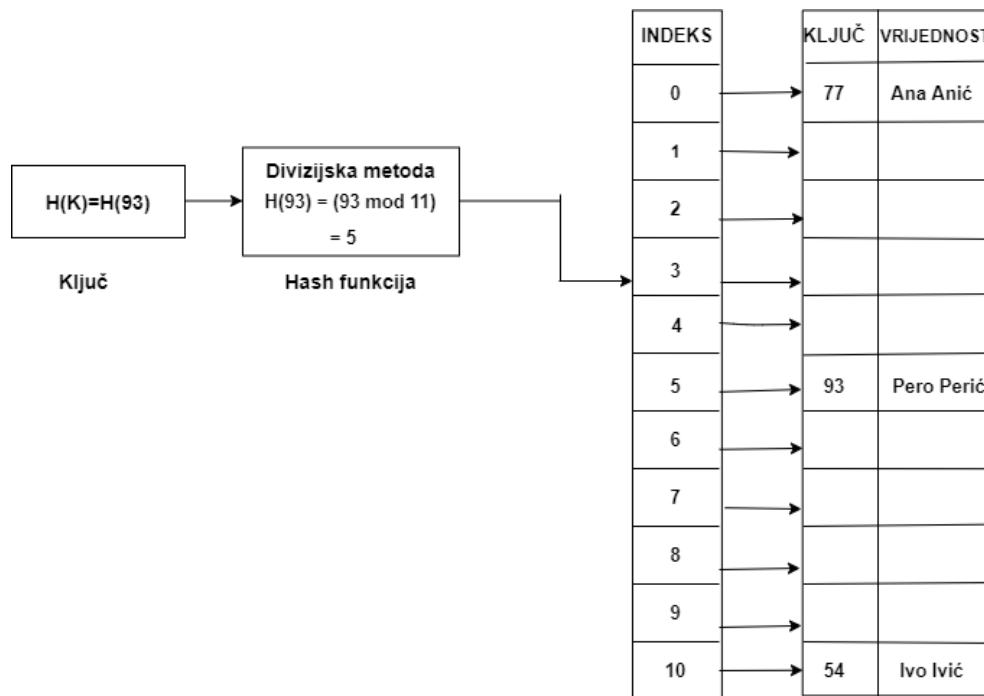 H(K)=H(93)
Ključ
Divizijska metoda
H(93) = (93 mod 11)
= 5
Hash funkcija
INDEKS KLJUČ VRIJEDNOST
0 77 Ana Anić
1
2
3
4
5 93 Pero Perić
6
7
8
9
10 54 Ivo Ivić